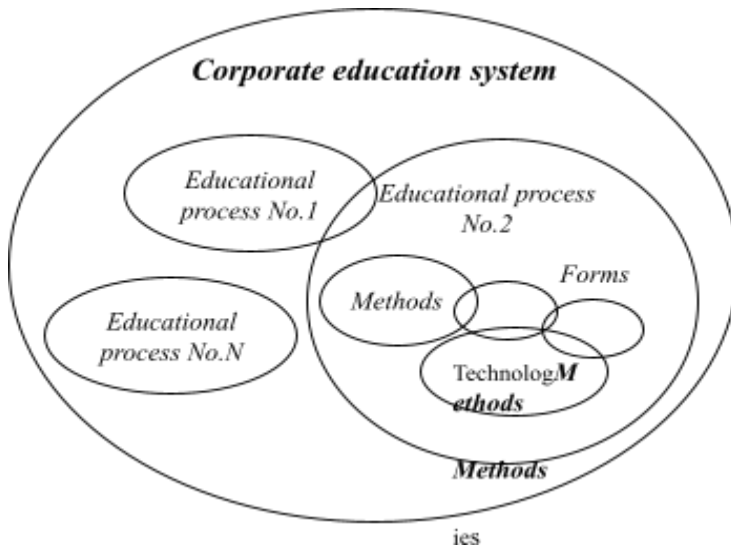 Corporate education system
Educational
process No.1
Educational process
No.2
Forms
Methods
Educational
process No.N
TechnologM
ethods
Methods
ies